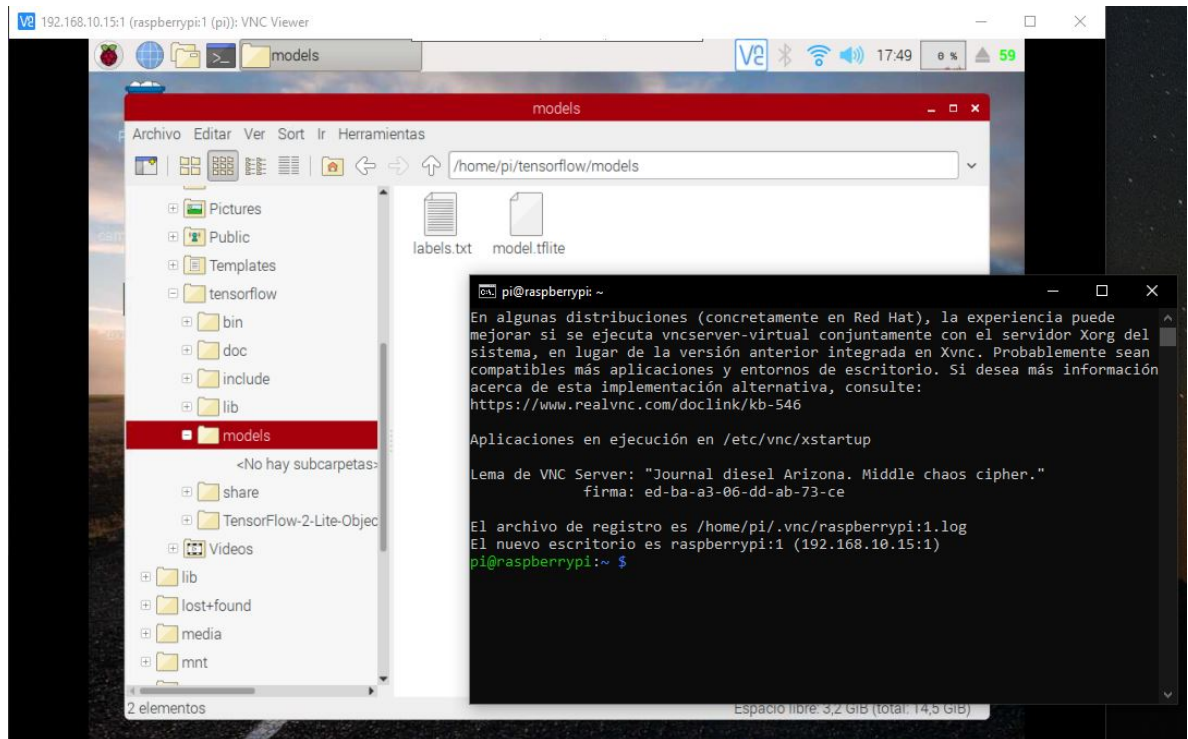 192.168.10.15:1 (raspberrypi:1 (pi)): VNC Viewer
models
17:49
0 %
59
models
Archivo Editar Ver Sort Ir Herramientas
/home/pi/tensorflow/models
Pictures
Public
Templates
tensorflow
bin
doc
include
lib
models
<No hay subcarpetas>
share
TensorFlow-2-Lite-Objec
Videos
lib
lost+found
media
mnt
labels.txt
model.tflite
2 elementos
Espacio libre: 3,2 GiB (total: 14,5 GiB)
pi@raspberrypi: ~
En algunas distribuciones (concretamente en Red Hat), la experiencia puede
mejorar si se ejecuta vncserver-virtual conjuntamente con el servidor Xorg del
sistema, en lugar de la versión anterior integrada en Xvnc. Probablemente sean
compatibles más aplicaciones y entornos de escritorio. Si desea más información
acerca de esta implementación alternativa, consulte:
https://www.realvnc.com/doclink/kb-546
Aplicaciones en ejecución en /etc/vnc/xstartup
Lema de VNC Server: "Journal diesel Arizona. Middle chaos cipher."
firma: ed-ba-a3-06-dd-ab-73-ce
El archivo de registro es /home/pi/.vnc/raspberrypi:1.log
El nuevo escritorio es raspberrypi:1 (192.168.10.15:1)
pi@raspberrypi:~ $